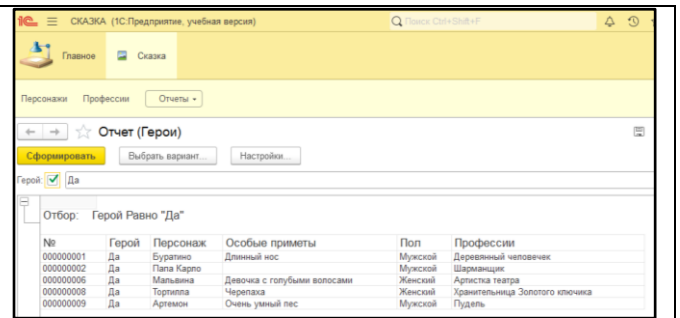 1С СКАЗКА (1С:Предприятие, учебная версия) Поиск Ctrl+Shift+F
Главное Сказка
Персонажи Профессии Отчеты
Отчет (Герои)
Сформировать Выбрать вариант... Настройки...
Герой: Да
Отбор: Герой Равно "Да"
№ Герой Персонаж Особые приметы Пол Профессии
000000001 Да Буратино Длинный нос Мужской Деревянный человечек
000000002 Да Папа Карло Мужской Шарманщик
000000006 Да Мальвина Девочка с голубыми волосами Женский Артистка театра
000000008 Да Тортилла Черепаха Женский Хранительница Золотого ключика
000000009 Да Артемон Очень умный пес Мужской Пудель